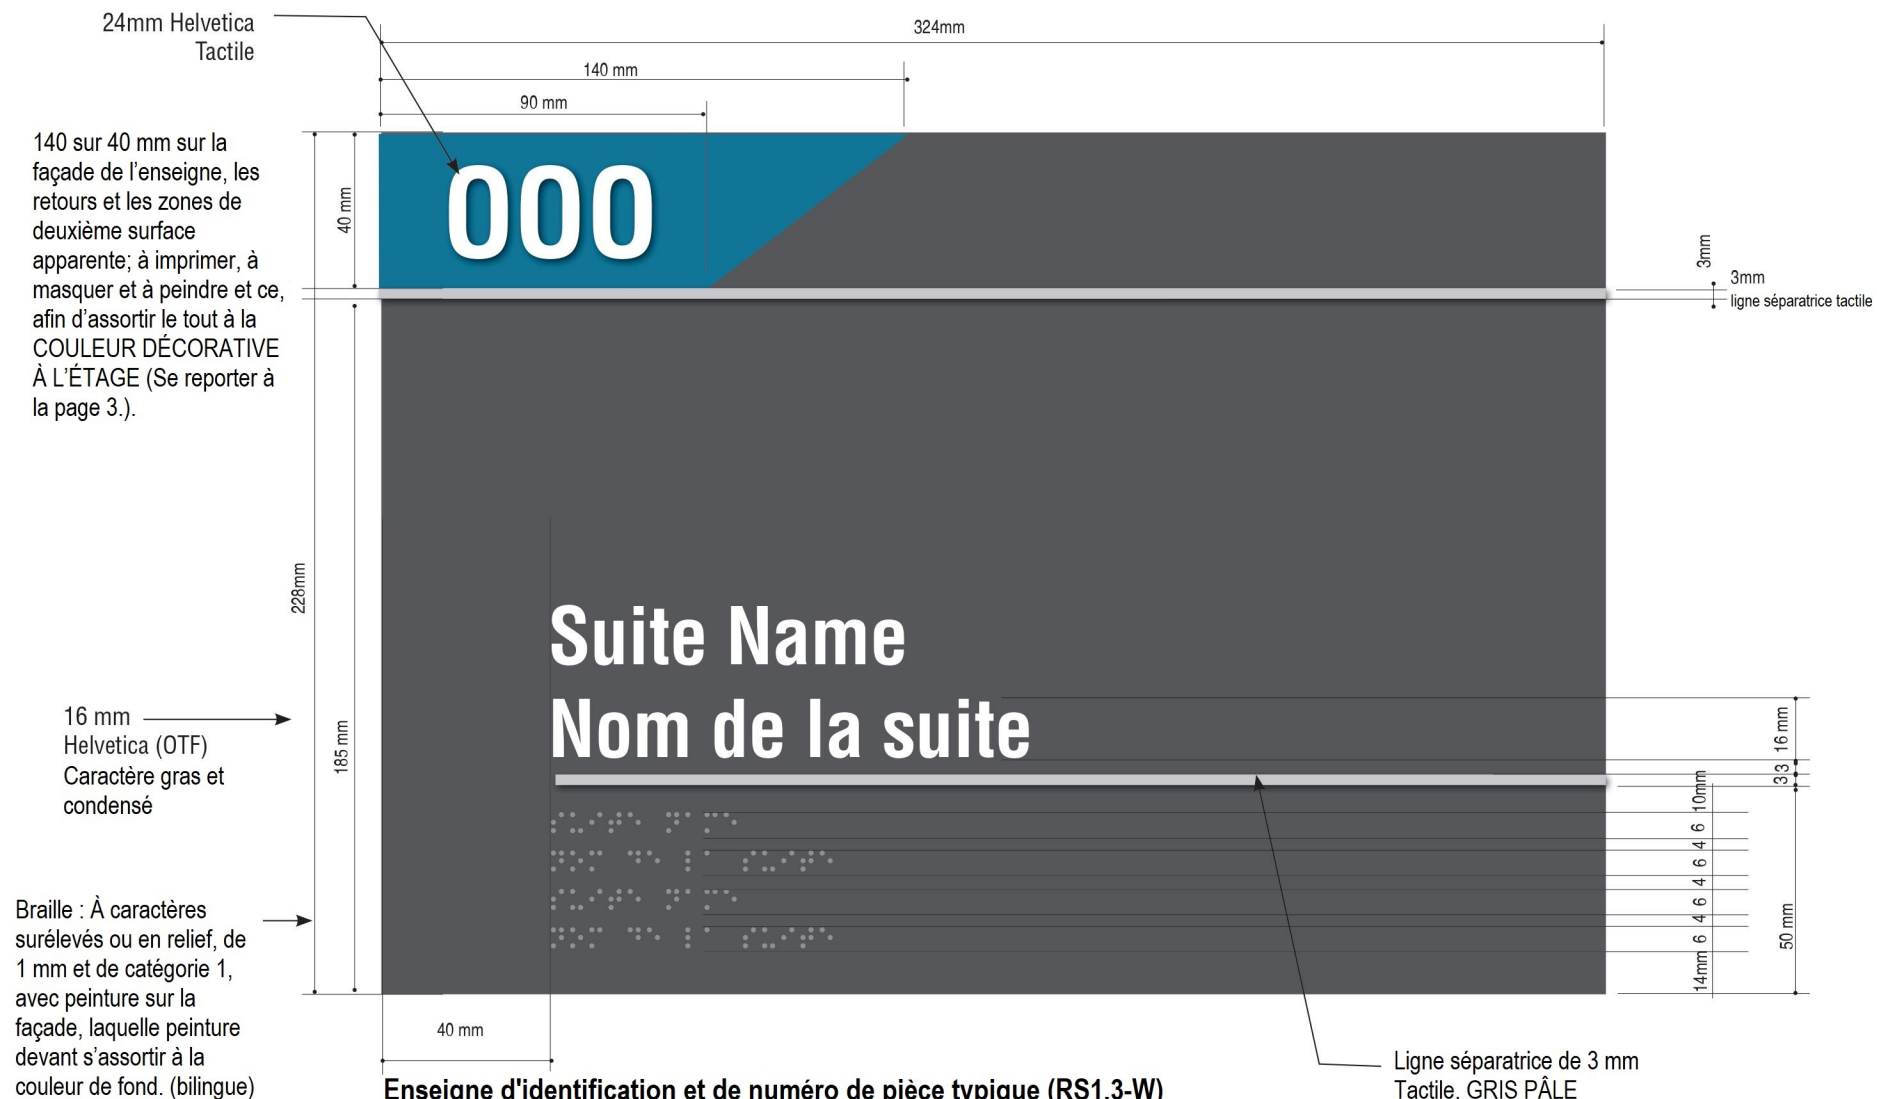 24mm Helvetica
Tactile
324mm
140 mm
90 mm
140 sur 40 mm sur la
façade de l’enseigne, les
retours et les zones de
deuxième surface
apparente; à imprimer, à
masquer et à peindre et ce,
afin d’assortir le tout à la
COULEUR DÉCORATIVE
À L’ÉTAGE (Se reporter à
la page 3.).
40 mm
000
3mm
3mm
ligne séparatrice tactile
228mm
185 mm
Suite Name
Nom de la suite
16 mm
Helvetica (OTF)
Caractère gras et
condensé
16 mm
3
3
10mm
6
4
6
4
6
4
6
14mm
50 mm
Braille : À caractères
surélevés ou en relief, de
1 mm et de catégorie 1,
avec peinture sur la
façade, laquelle peinture
devant s’assortir à la
couleur de fond. (bilingue)
40 mm
Ligne séparatrice de 3 mm
Tactile, GRIS PÂLE
Enseigne d'identification et de numéro de pièce typique (RS1.3-W)